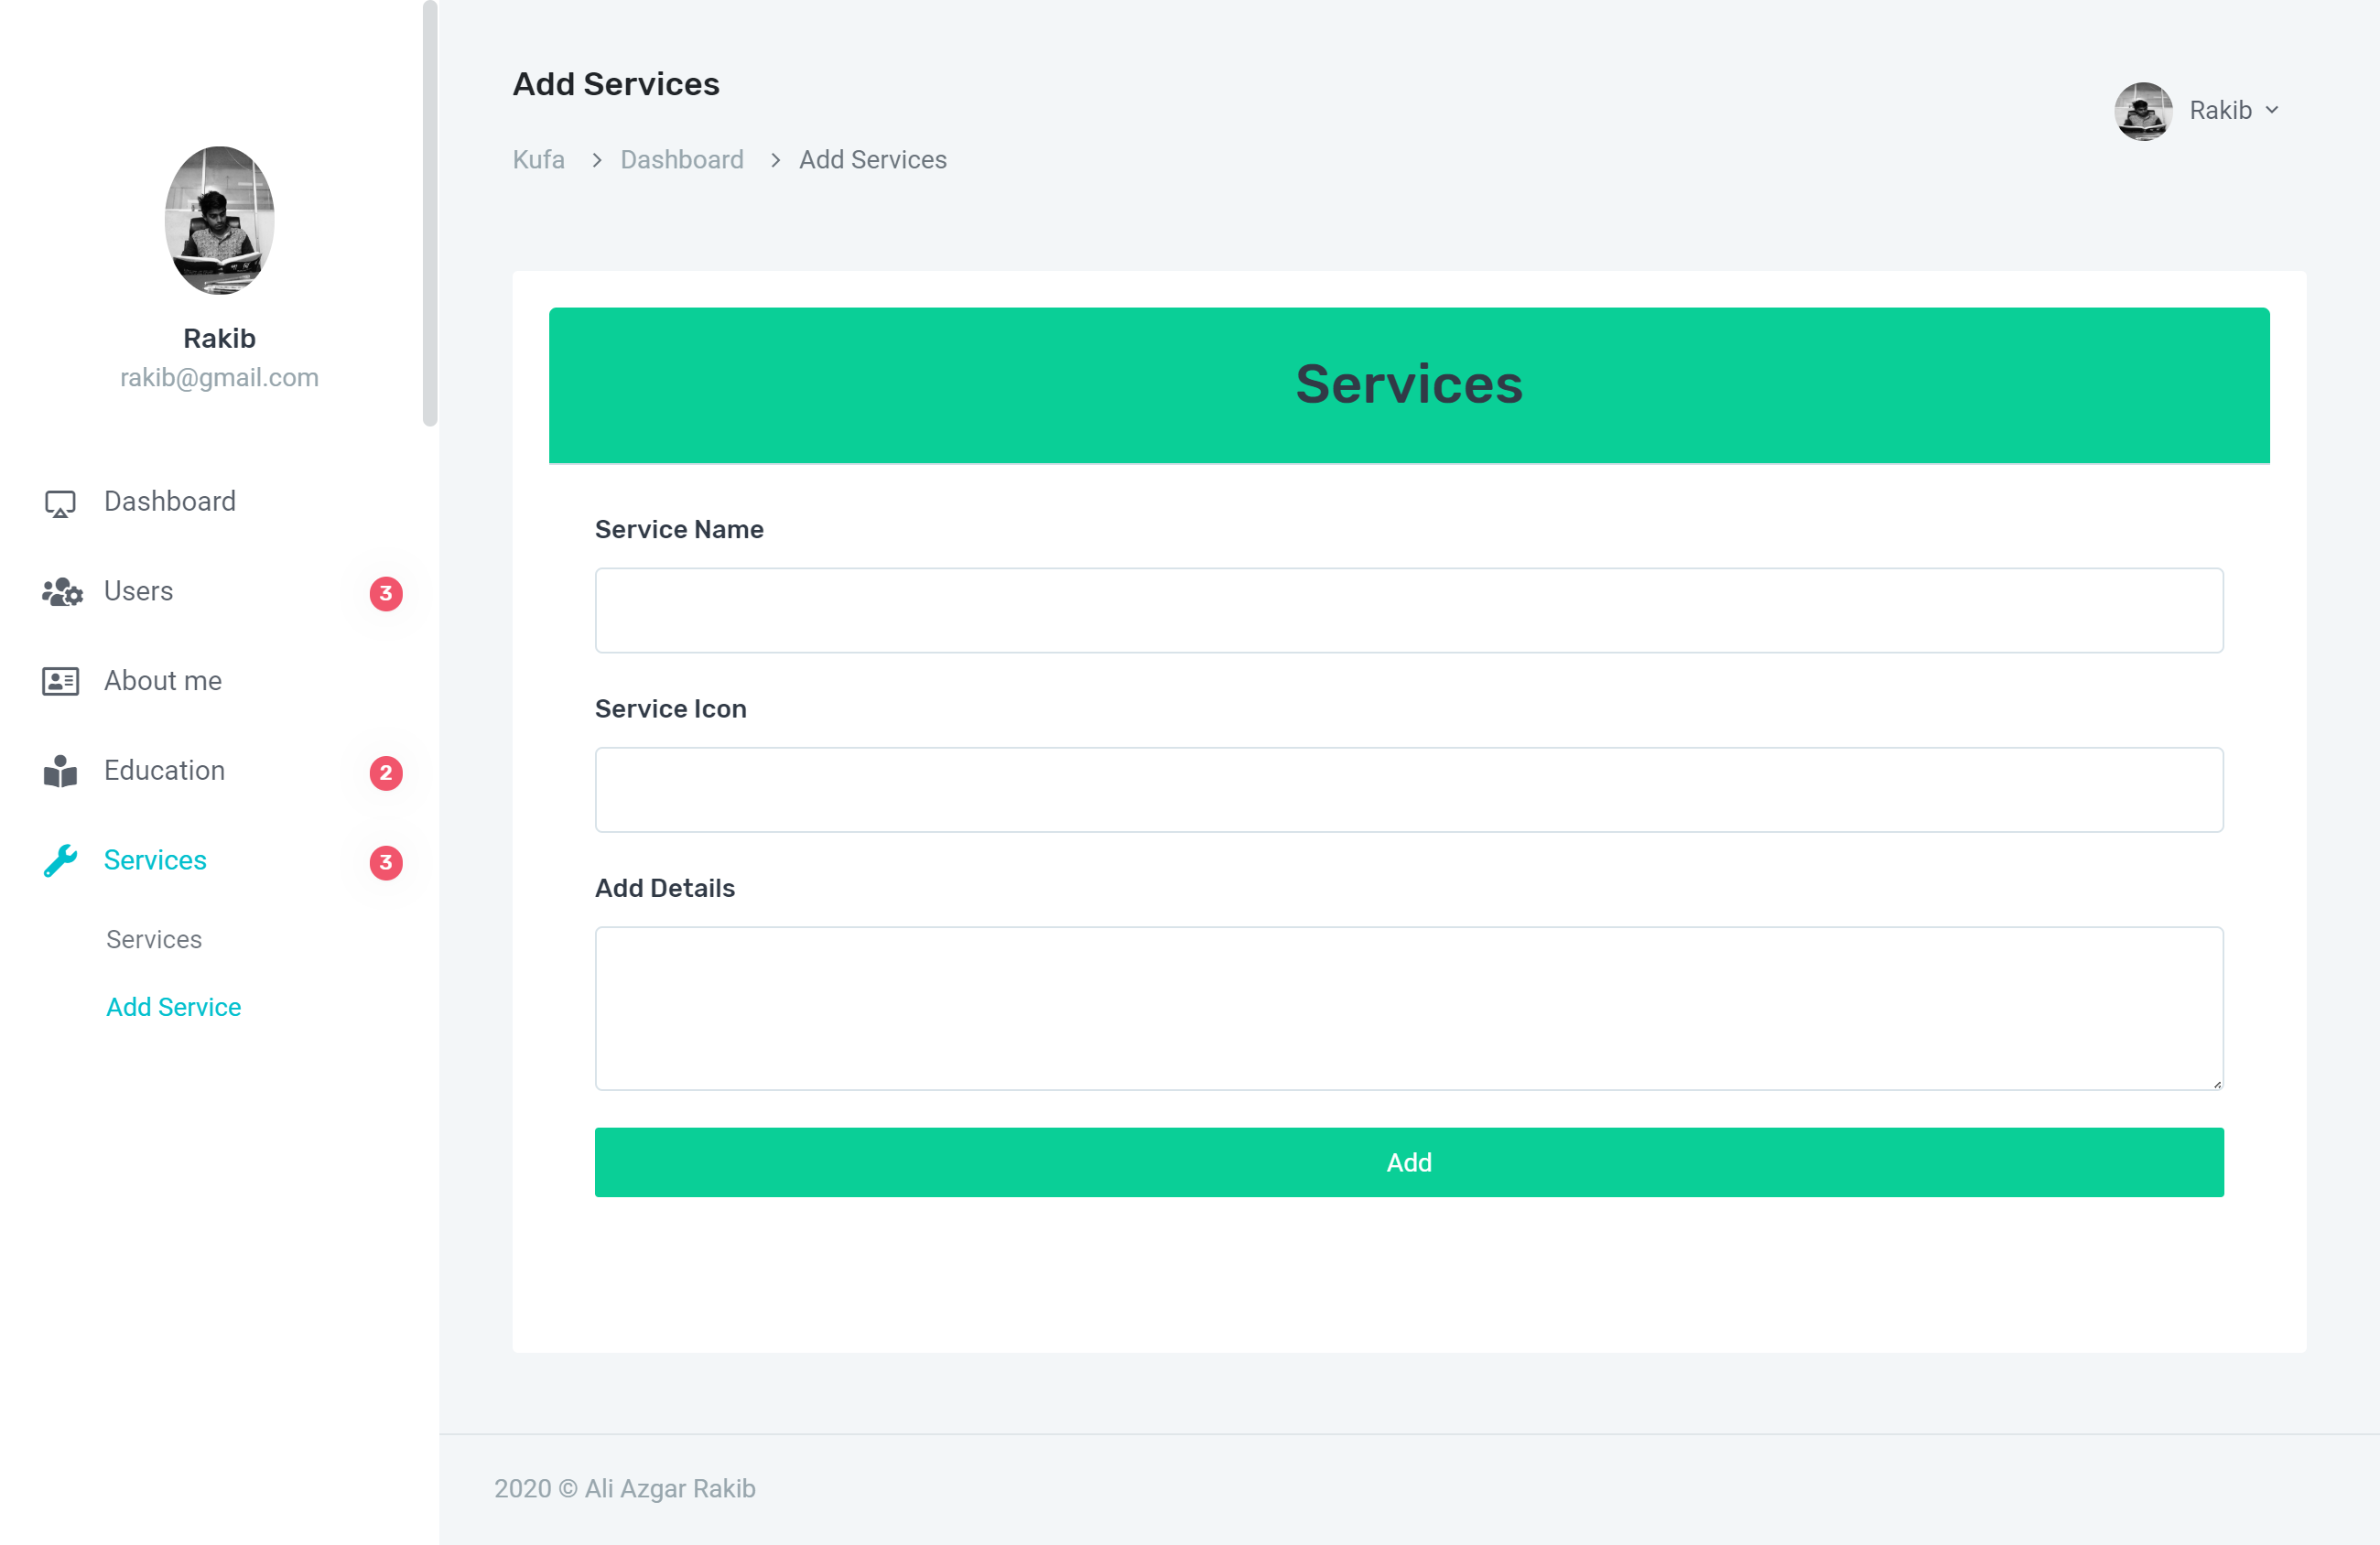 Rakib
rakib@gmail.com
Dashboard
Users 3
About me
Education 2
Services 3
Services
Add Service
Add Services
Kufa > Dashboard > Add Services
Rakib
Services
Service Name
Service Icon
Add Details
Add
2020 © Ali Azgar Rakib